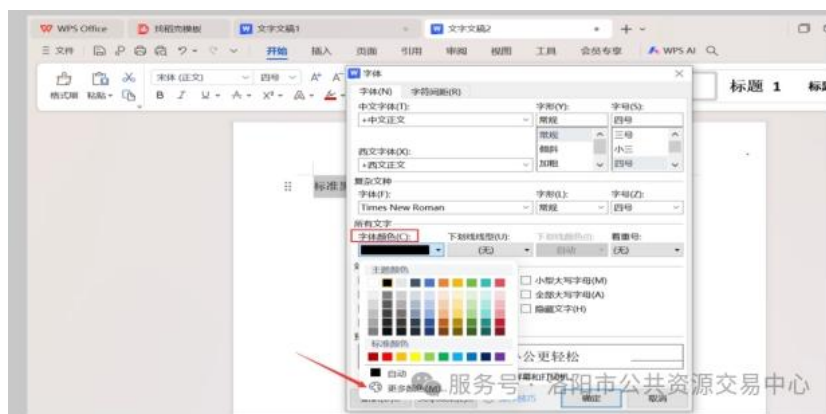 WPS Office 找稻壳模板 文字文稿1 文字文稿2
文件 开始 插入 页面 引用 审阅 视图 工具 会员专享 WPS AI
格式刷 粘贴 宋体 (正文) 四号 A⁺ 标题 1
B I U A X²
字体
字体(N) 字符间距(R)
中文字体(T): 字形(Y): 字号(S):
+中文正文 常规 四号
常规 三号
倾斜 小三
西文字体(X): 加粗 四号
+西文正文
复杂文种
字体(F): 字形(L): 字号(Z):
标准
Times New Roman 常规 四号
所有文字
字体颜色(C): 下划线线型(U): 下划线颜色(I): 着重号:
(无) 自动 (无)
主题颜色
小型大写字母(M)
全部大写字母(A)
隐藏文字(H)
标准颜色
公更轻松
自动
更多颜色(M)...
服务号 · 洛阳市公共资源交易中心
确定 取消